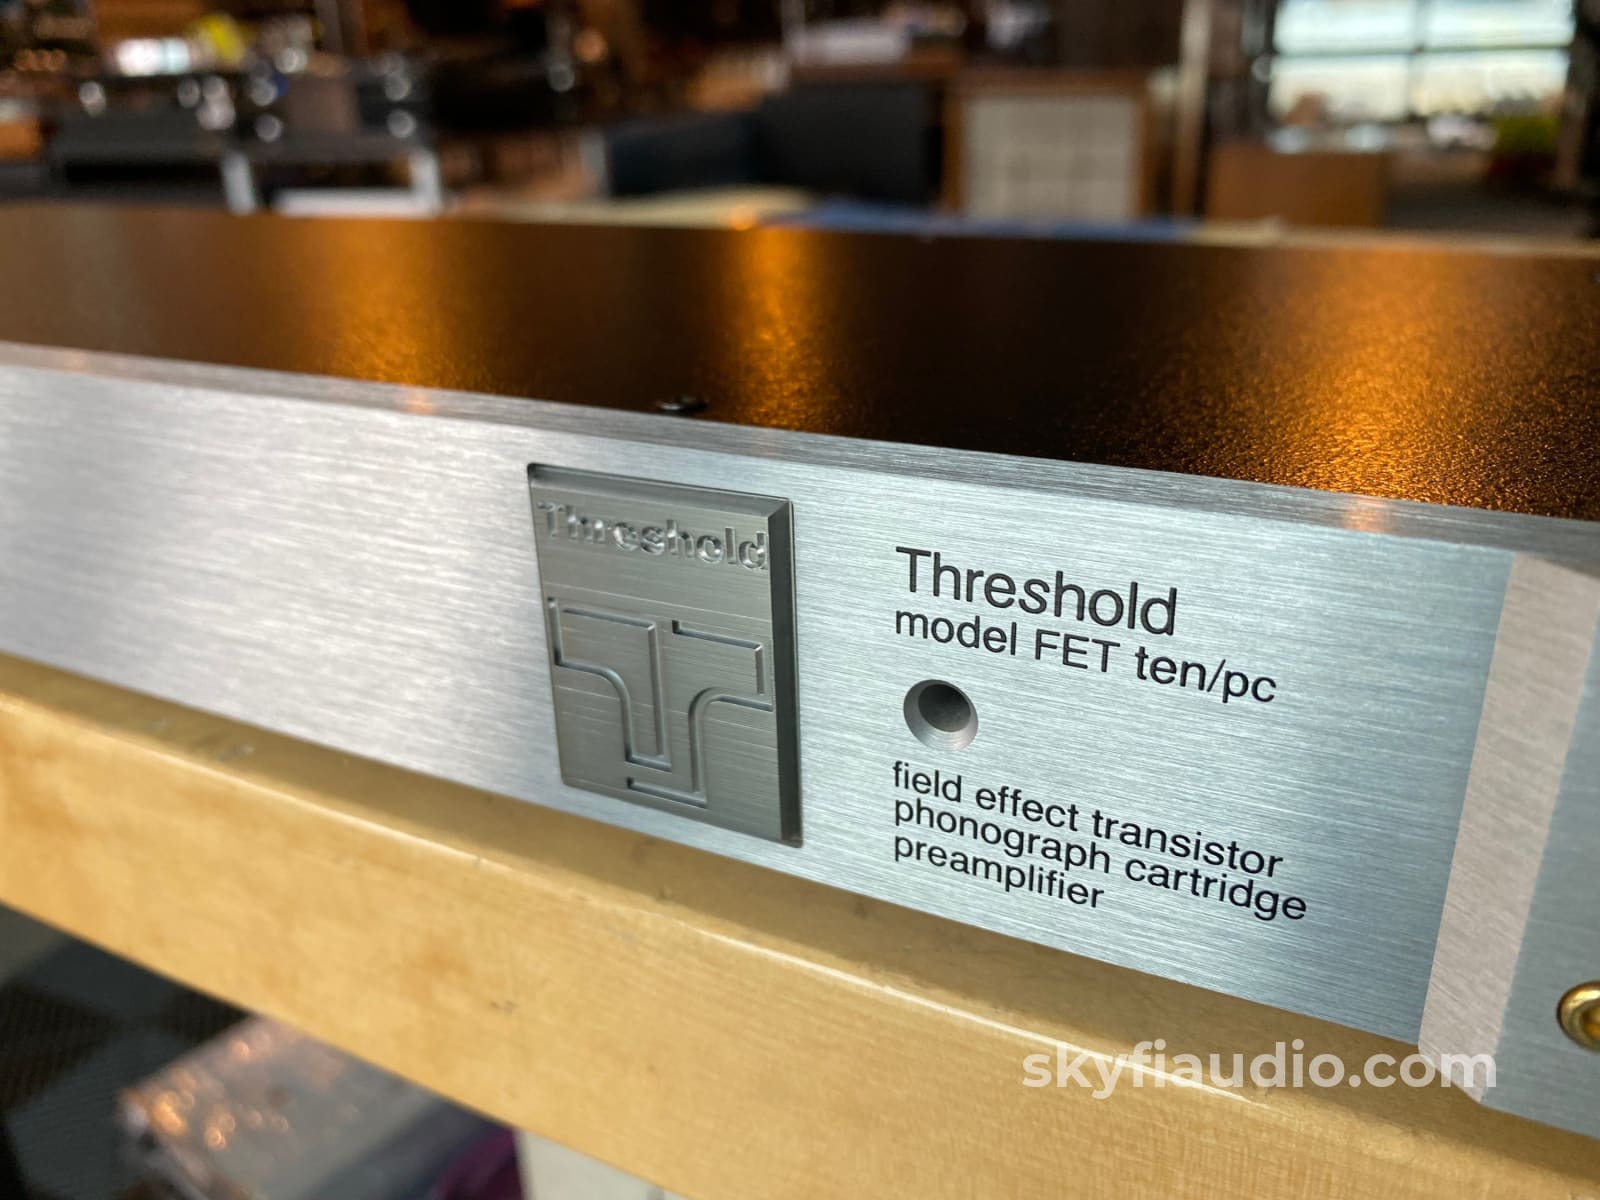 Threshold
Threshold
model FET ten/pc
field effect transistor
phonograph cartridge
preamplifier
skyfiaudio.com